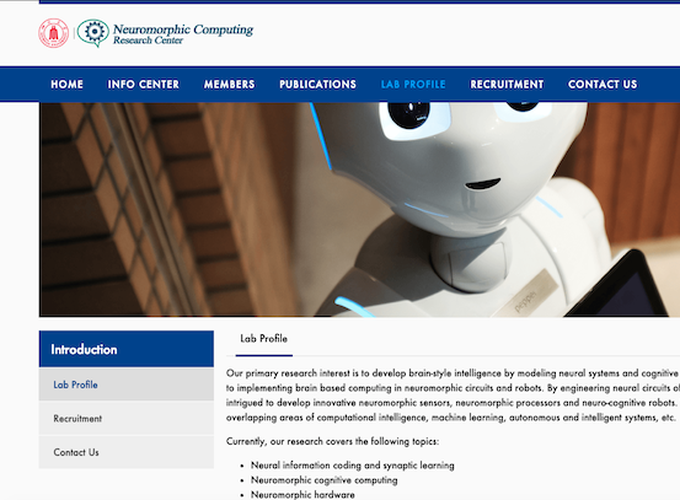 Neuromorphic Computing
Research Center
HOME INFO CENTER MEMBERS PUBLICATIONS LAB PROFILE RECRUITMENT CONTACT US
pepper
Introduction
Lab Profile
Recruitment
Contact Us
Lab Profile
Our primary research interest is to develop brain-style intelligence by modeling neural systems and cognitive
to implementing brain based computing in neuromorphic circuits and robots. By engineering neural circuits
intrigued to develop innovative neuromorphic sensors, neuromorphic processors and neuro-cognitive robots.
overlapping areas of computational intelligence, machine learning, autonomous and intelligent systems, etc.
Currently, our research covers the following topics:
• Neural information coding and synaptic learning
• Neuromorphic cognitive computing
• Neuromorphic hardware